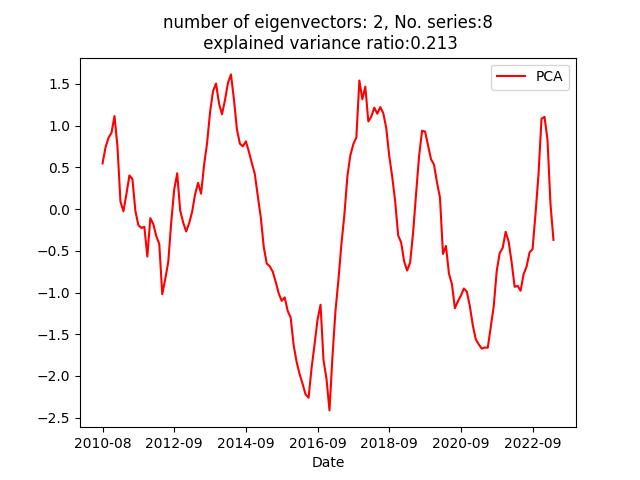 number of eigenvectors: 2, No. series:8
explained variance ratio:0.213
PCA
1.5
1.0
0.5
0.0
−0.5
−1.0
−1.5
−2.0
−2.5
2010-08 2012-09 2014-09 2016-09 2018-09 2020-09 2022-09
Date